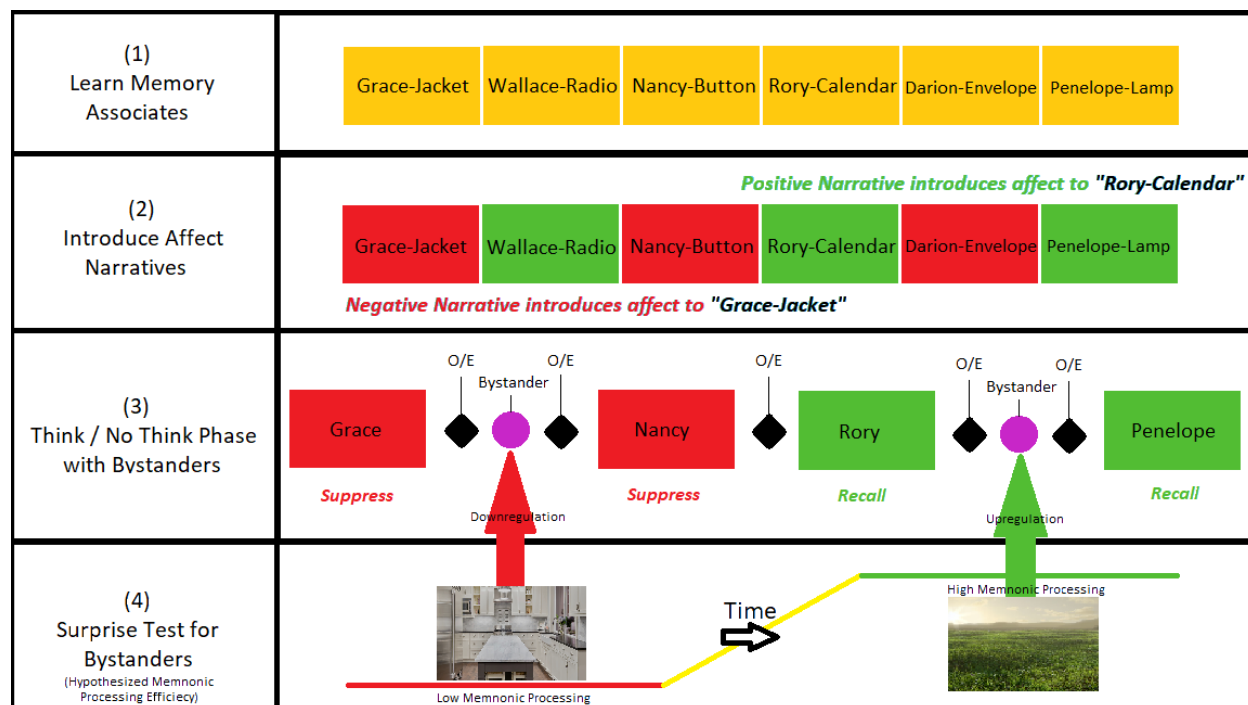 (1)
Learn Memory
Associates
Grace-Jacket Wallace-Radio Nancy-Button Rory-Calendar Darion-Envelope Penelope-Lamp
(2)
Introduce Affect
Narratives
Positive Narrative introduces affect to "Rory-Calendar"
Grace-Jacket Wallace-Radio Nancy-Button Rory-Calendar Darion-Envelope Penelope-Lamp
Negative Narrative introduces affect to "Grace-Jacket"
(3)
Think / No Think Phase
with Bystanders
O/E O/E O/E O/E O/E
Bystander Bystander
Grace Nancy Rory Penelope
Suppress Suppress Recall Recall
Downregulation Upregulation
(4)
Surprise Test for
Bystanders
(Hypothesized Memnonic
Processing Efficiecy)
High Memnonic Processing
Time
Low Memnonic Processing